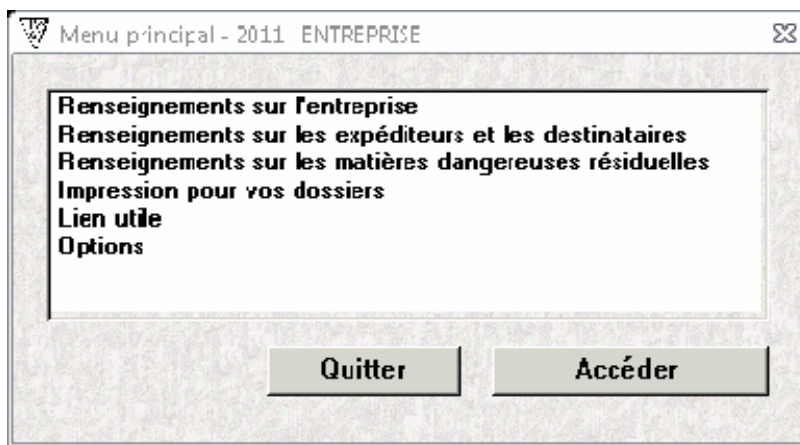 Menu principal - 2011 ENTREPRISE
Renseignements sur l'entreprise
Renseignements sur les expéditeurs et les destinataires
Renseignements sur les matières dangereuses résiduelles
Impression pour vos dossiers
Lien utile
Options
Quitter Accéder